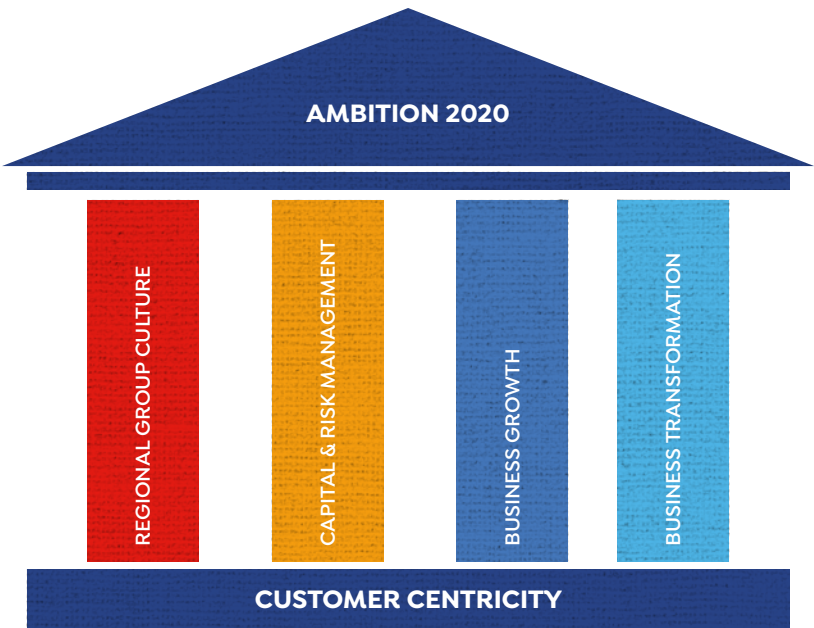 AMBITION 2020
REGIONAL GROUP CULTURE
CAPITAL & RISK MANAGEMENT
BUSINESS GROWTH
BUSINESS TRANSFORMATION
CUSTOMER CENTRICITY